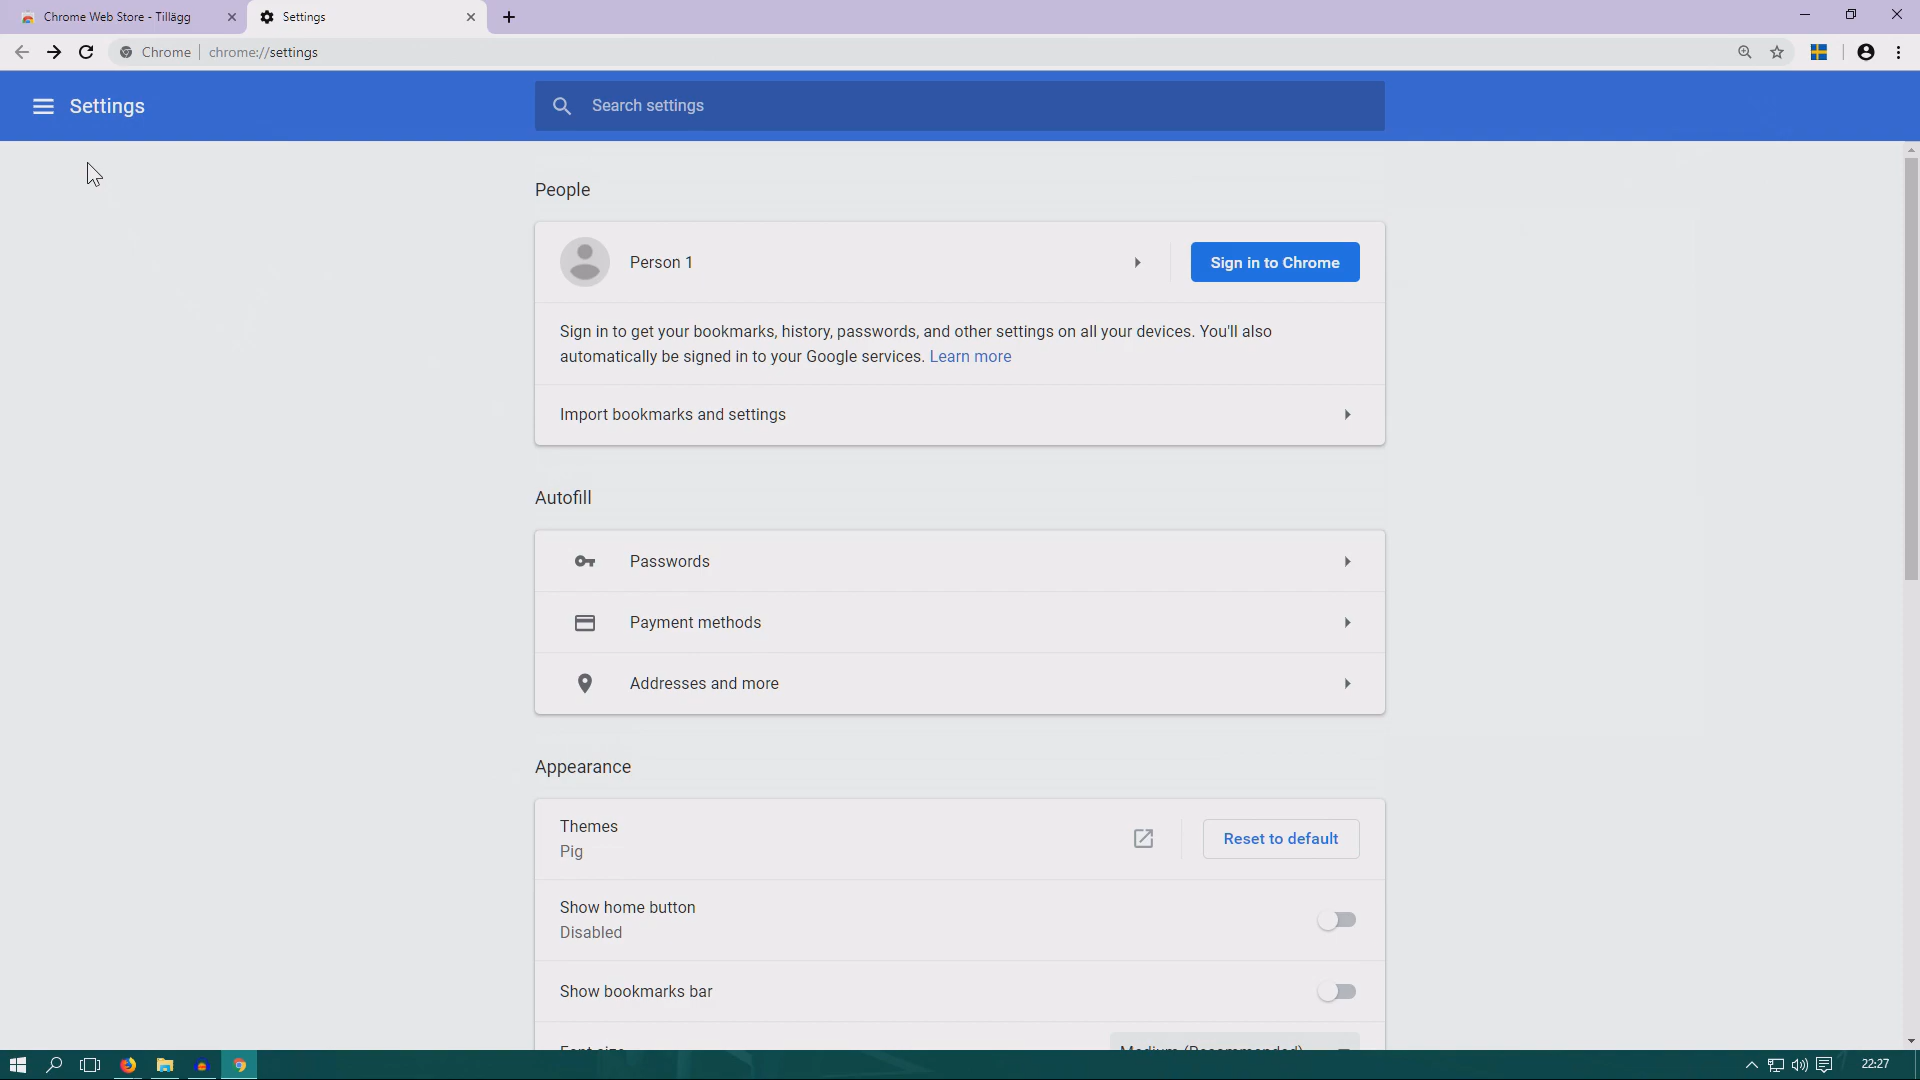 Chrome Web Store - Tillägg
Settings
Chrome
chrome://settings
Settings
Search settings
People
Person 1
Sign in to Chrome
Sign in to get your bookmarks, history, passwords, and other settings on all your devices. You'll also
automatically be signed in to your Google services. Learn more
Import bookmarks and settings
Autofill
Passwords
Payment methods
Addresses and more
Appearance
Themes
Pig
Reset to default
Show home button
Disabled
Show bookmarks bar
Font size
Medium (Recommended)
22:27